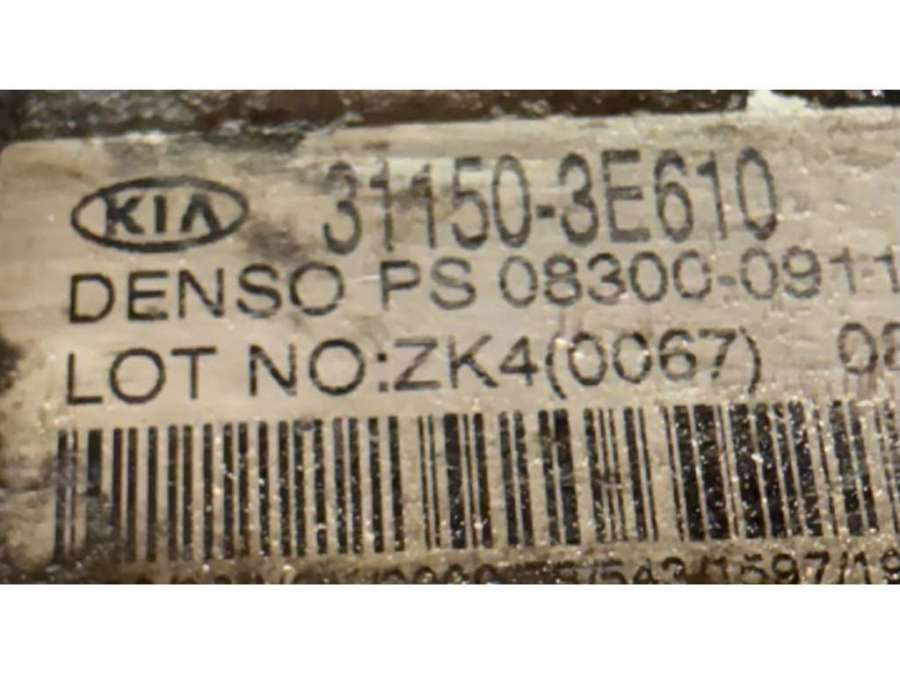 KIA 31150-3E610
DENSO PS 08300-0911
LOT NO:ZK4(0067)